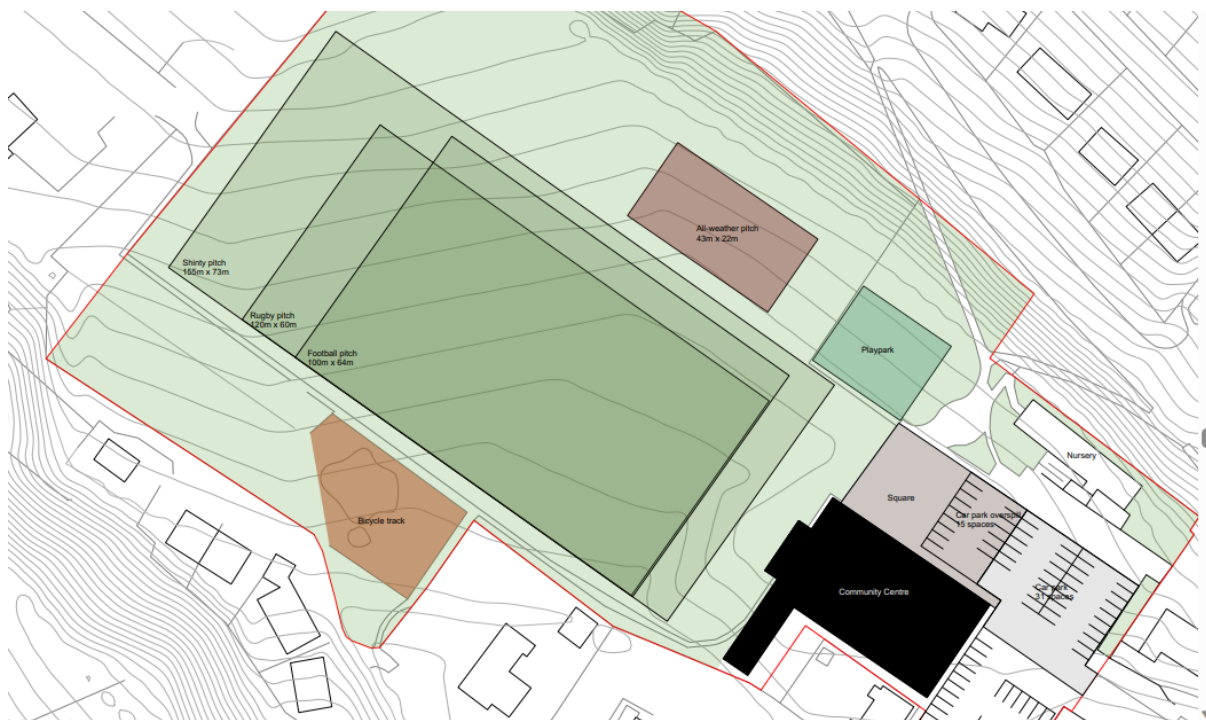 All-weather pitch
43m x 22m
Shinty pitch
155m x 73m
Rugby pitch
120m x 60m
Football pitch
100m x 64m
Playpark
Nursery
Square
Car park overspill
15 spaces
Bicycle track
Community Centre
Car park
31 spaces